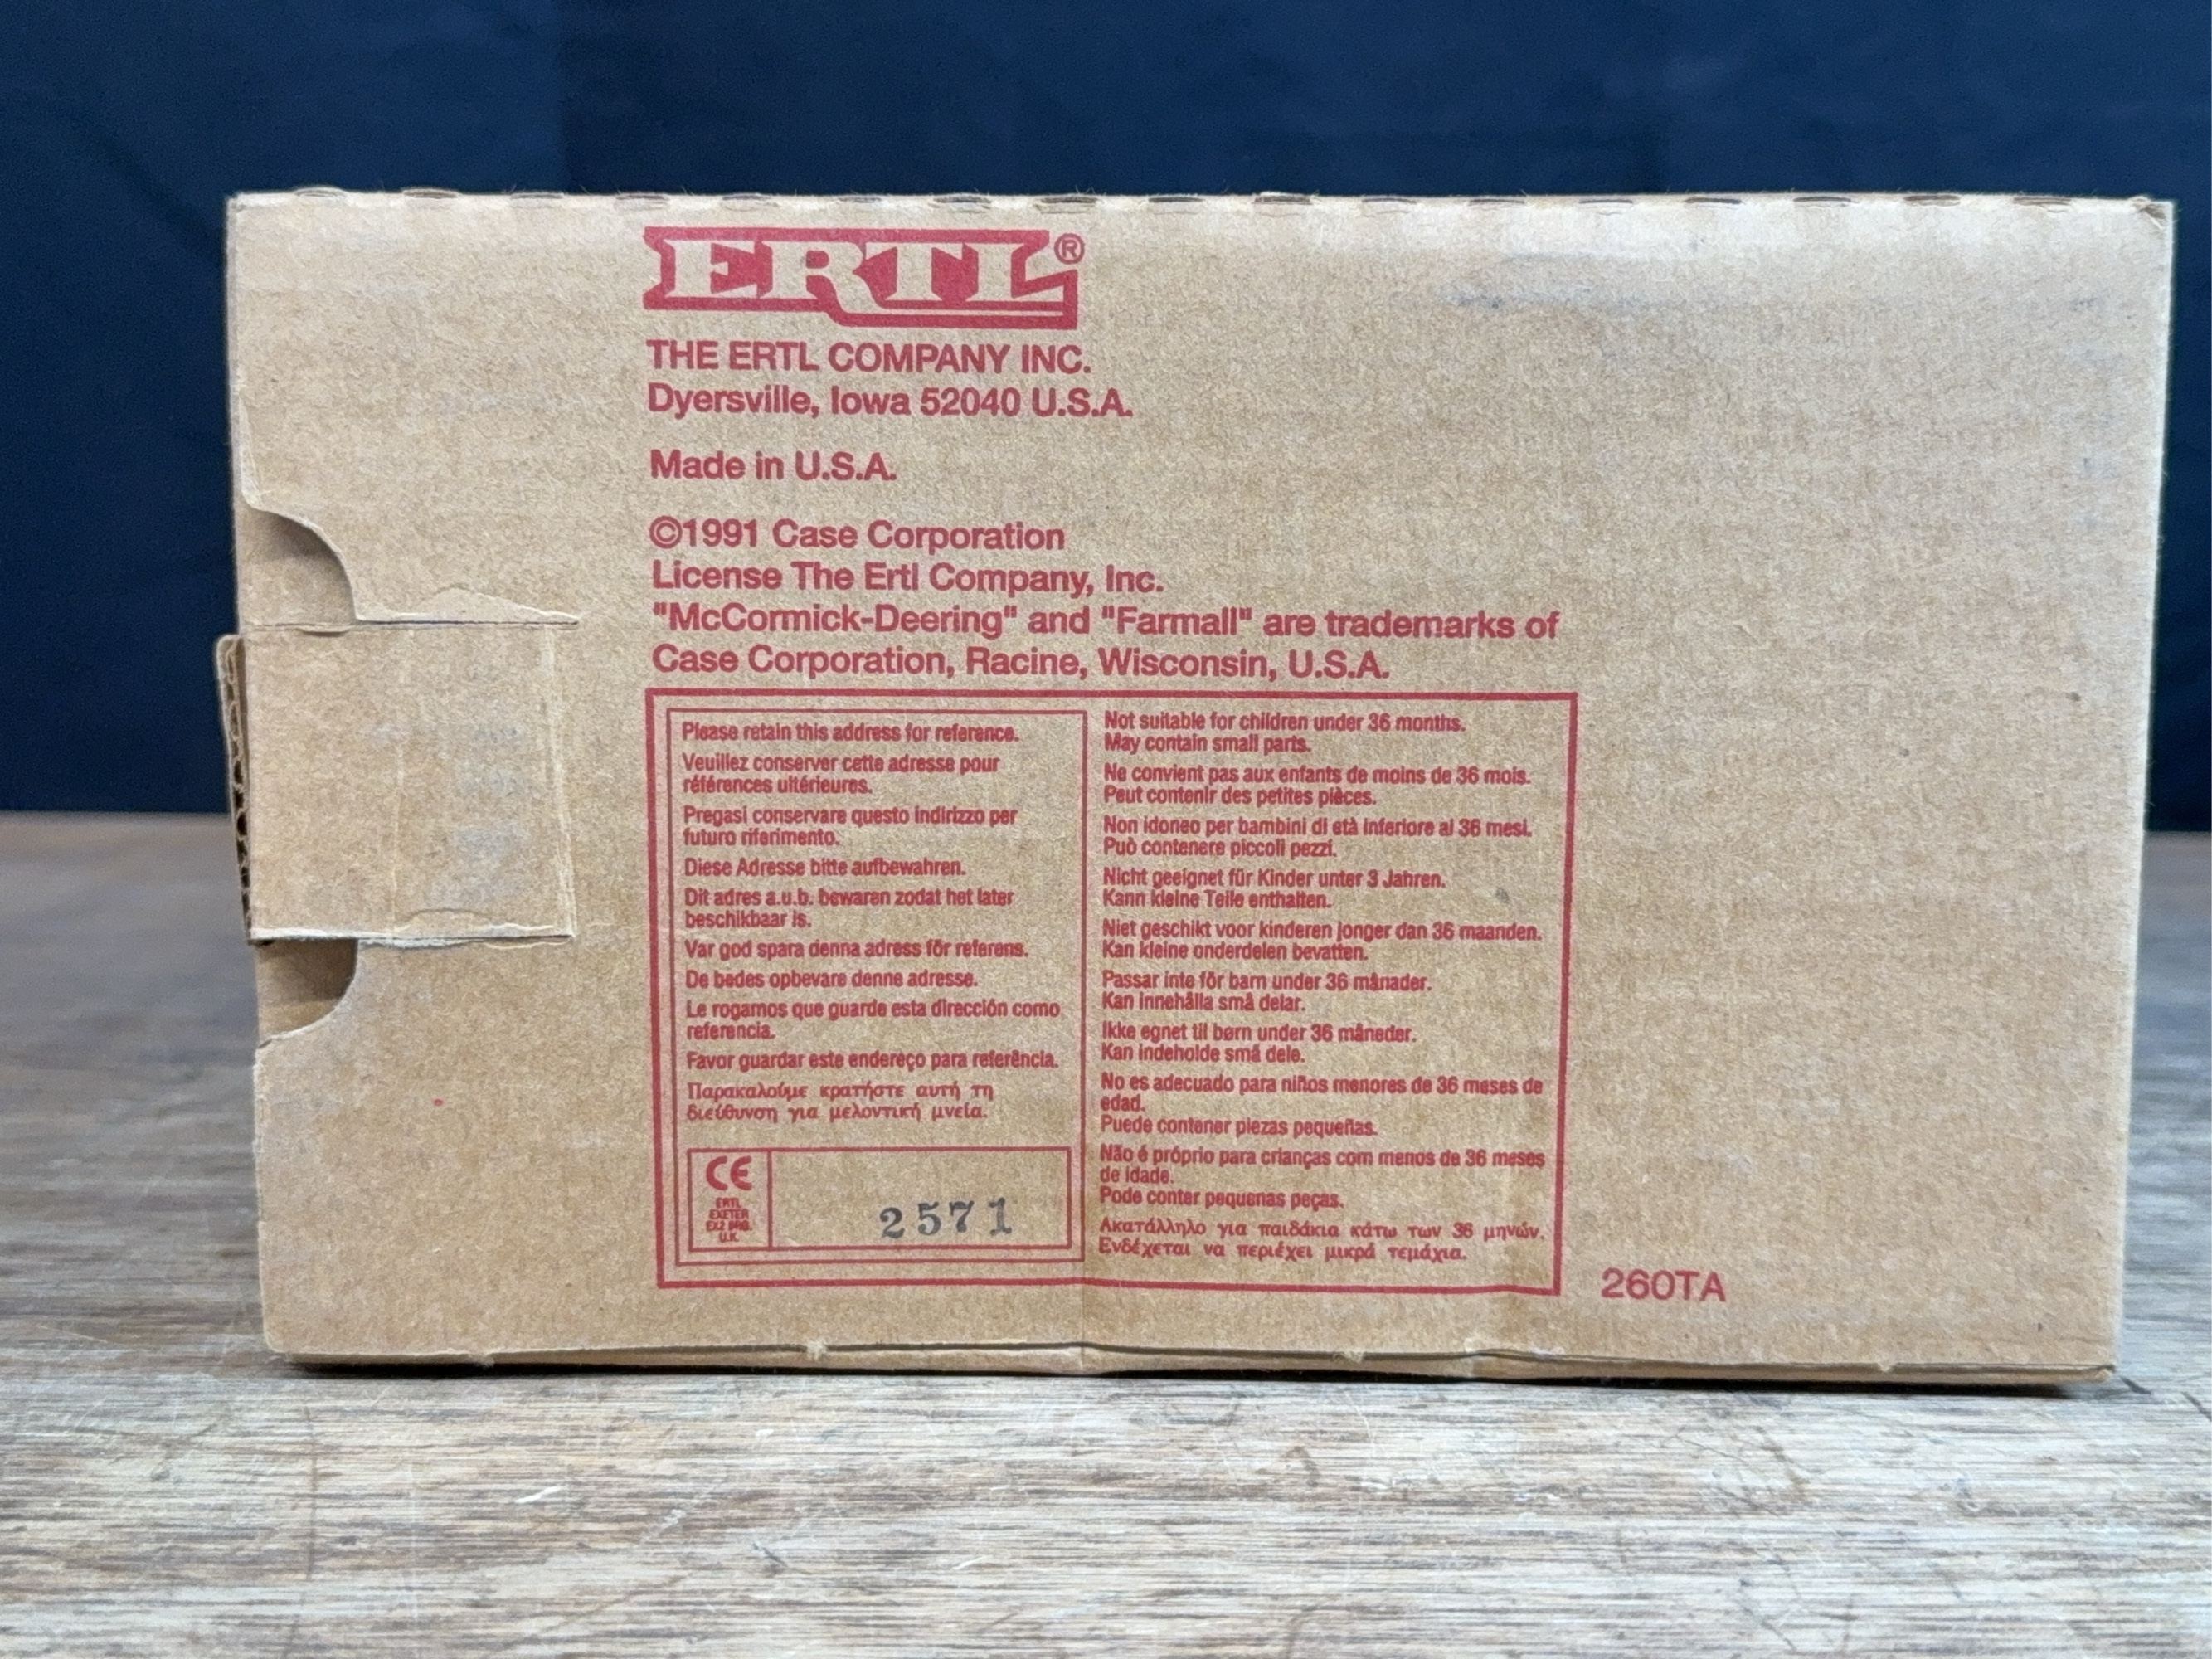 ERTL®
THE ERTL COMPANY INC.
Dyersville, Iowa 52040 U.S.A.
Made in U.S.A.
©1991 Case Corporation
License The Ertl Company, Inc.
"McCormick-Deering" and "Farmall" are trademarks of
Case Corporation, Racine, Wisconsin, U.S.A.
Please retain this address for reference.
Veuillez conserver cette adresse pour
références ultérieures.
Pregasi conservare questo indirizzo per
futuro riferimento.
Diese Adresse bitte aufbewahren.
Dit adres a.u.b. bewaren zodat het later
beschikbaar is.
Var god spara denna adress för referens.
De bedes opbevare denne adresse.
Le rogamos que guarde esta dirección como
referencia.
Favor guardar este endereço para referência.
Παρακαλούμε κρατήστε αυτή τη
διεύθυνση για μελοντική μνεία.
CE
ERTL
EXETER
EX2
U.K.
2571
Not suitable for children under 36 months.
May contain small parts.
Ne convient pas aux enfants de moins de 36 mois.
Peut contenir des petites pièces.
Non idoneo per bambini di età inferiore ai 36 mesi.
Può contenere piccoli pezzi.
Nicht geeignet für Kinder unter 3 Jahren.
Kann kleine Teile enthalten.
Niet geschikt voor kinderen jonger dan 36 maanden.
Kan kleine onderdelen bevatten.
Passar inte för barn under 36 månader.
Kan innehålla små delar.
Ikke egnet til børn under 36 måneder.
Kan indeholde små dele.
No es adecuado para niños menores de 36 meses de
edad.
Puede contener piezas pequeñas.
Não é próprio para crianças com menos de 36 meses
de idade.
Pode conter pequenas peças.
Ακατάλληλο για παιδάκια κάτω των 36 μηνών.
Ενδέχεται να περιέχει μικρά τεμάχια.
260TA